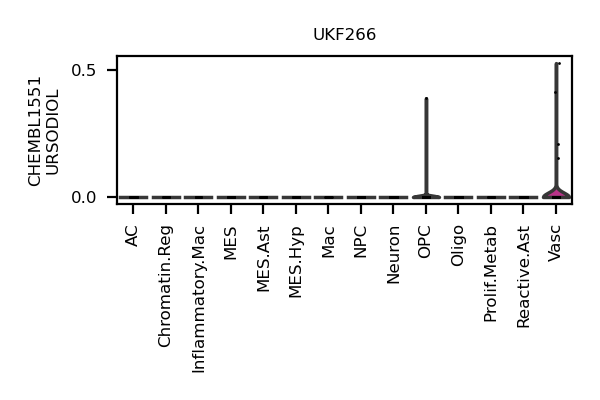 UKF266
CHEMBL1551
URSODIOL
0.5
0.0
AC
Chromatin.Reg
Inflammatory.Mac
MES
MES.Ast
MES.Hyp
Mac
NPC
Neuron
OPC
Oligo
Prolif.Metab
Reactive.Ast
Vasc